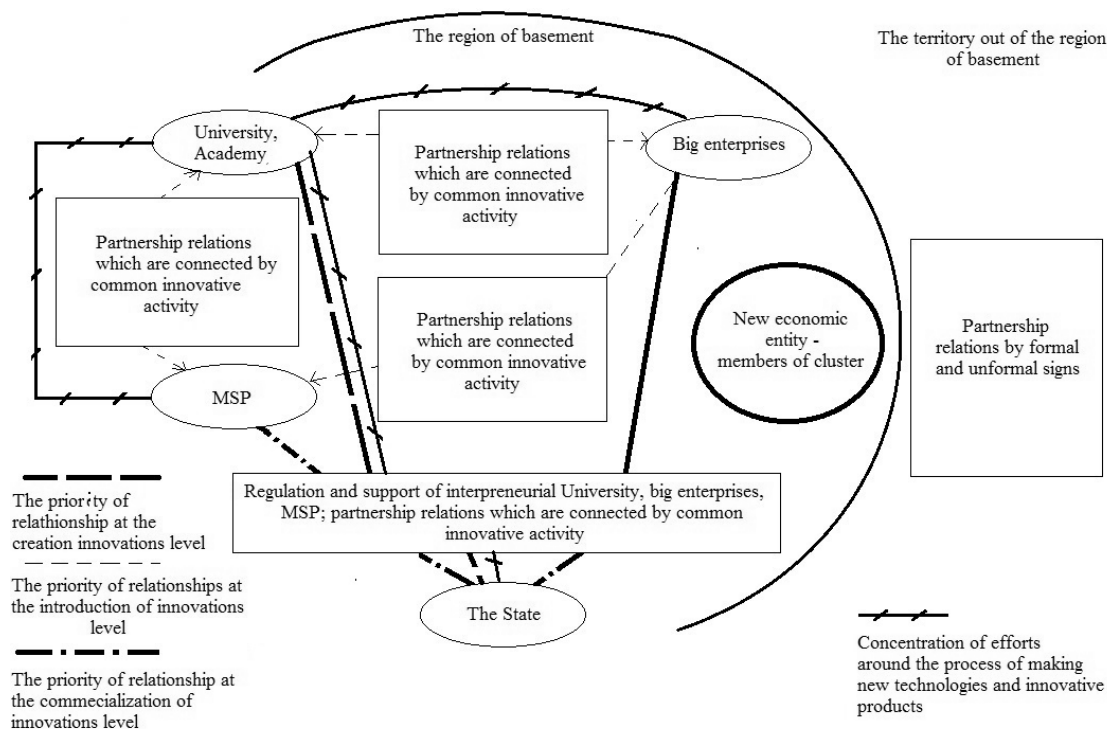 The region of basement
The territory out of the region
of basement
University,
Academy
Big enterprises
Partnership relations
which are connected
by common innovative
activity
Partnership relations
which are connected by
common innovative
activity
Partnership relations
which are connected
by common innovative
activity
New economic
entity -
members of cluster
Partnership
relations by formal
and unformal signs
MSP
Regulation and support of interpreneurial University, big enterprises,
MSP; partnership relations which are connected by common
innovative activity
The State
The priority of
relathionship at the
creation innovations level
The priority of relationships at
the introduction of innovations
level
The priority of relationship at
the commecialization of
innovations level
Concentration of efforts
around the process of making
new technologies and innovative
products